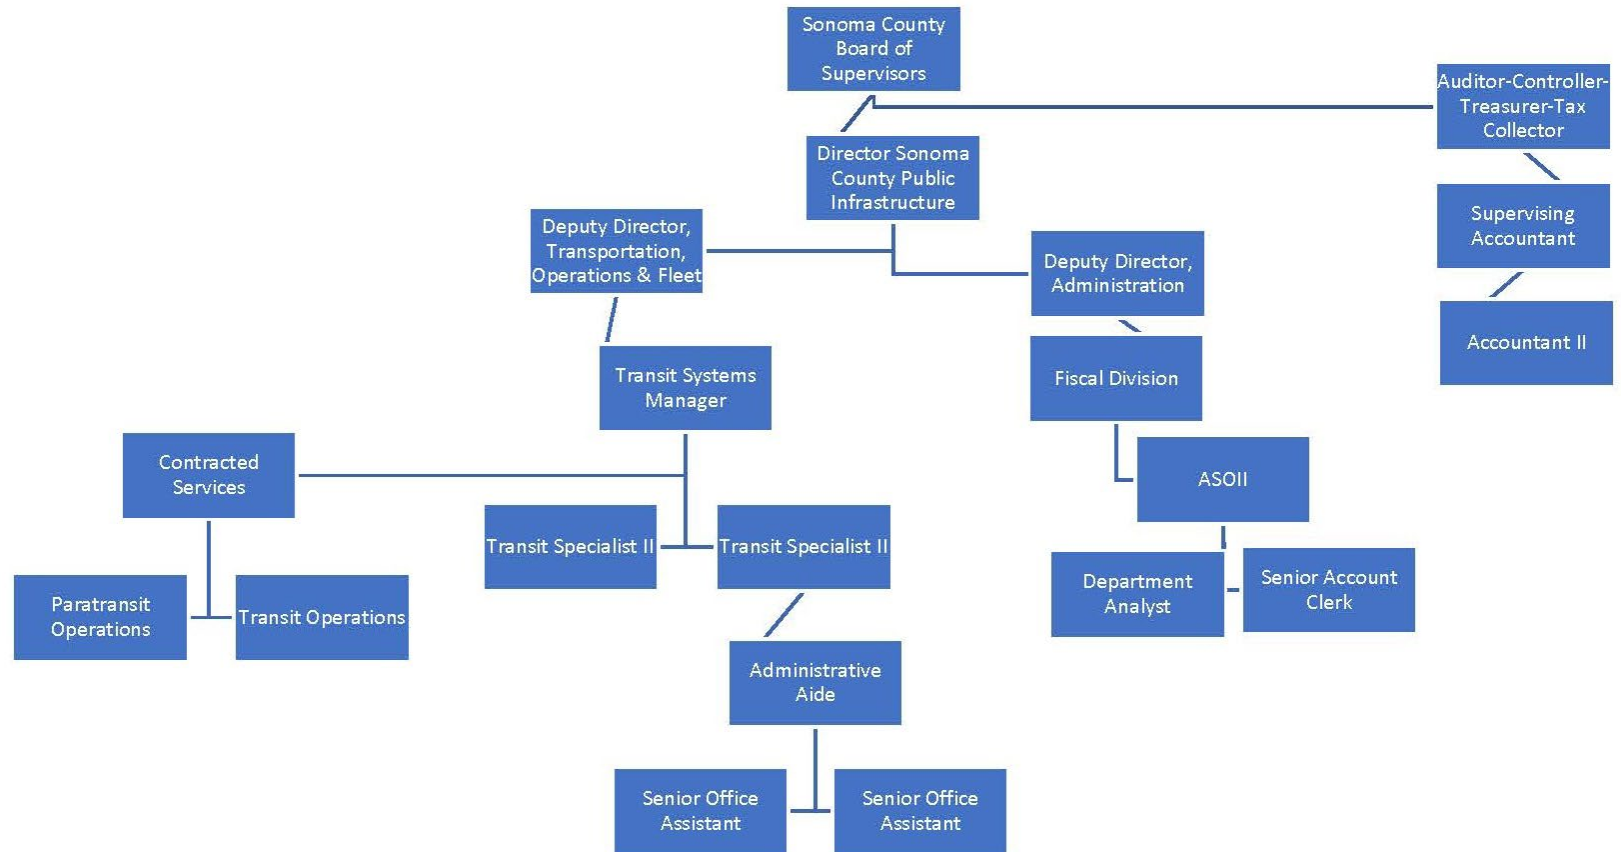 Sonoma County
Board of
Supervisors
Auditor-Controller-
Treasurer-Tax
Collector
Director Sonoma
County Public
Infrastructure
Supervising
Accountant
Deputy Director,
Transportation,
Operations & Fleet
Deputy Director,
Administration
Accountant II
Transit Systems
Manager
Fiscal Division
Contracted
Services
ASOII
Transit Specialist II
Transit Specialist II
Department
Analyst
Senior Account
Clerk
Paratransit
Operations
Transit Operations
Administrative
Aide
Senior Office
Assistant
Senior Office
Assistant